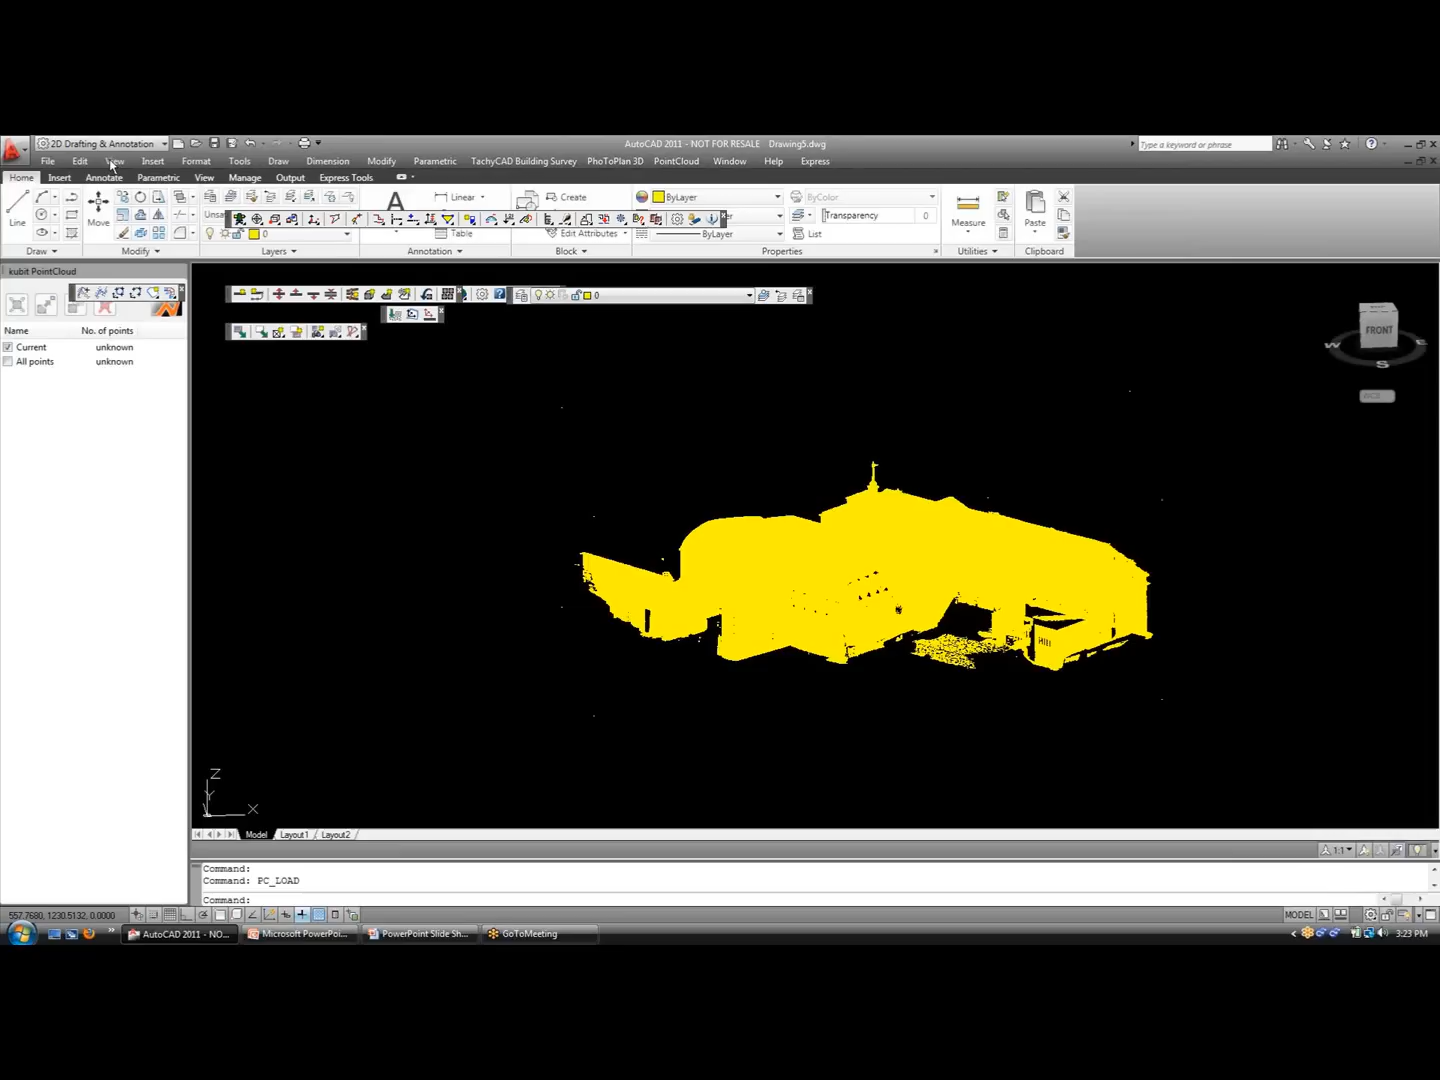 2D Drafting & Annotation
AutoCAD 2011 - NOT FOR RESALE Drawing5.dwg
Type a keyword or phrase
File Edit View Insert Format Tools Draw Dimension Modify Parametric TachyCAD Building Survey PhoToPlan 3D PointCloud Window Help Express
Home Insert Annotate Parametric View Manage Output Express Tools
Line Move Unsa A Linear Table Create Edit Attributes ByLayer ByLayer ByColor Transparency 0 List Measure Paste
0
Draw Modify Layers Annotation Block Properties Utilities Clipboard
kubit PointCloud
0
Name No. of points
Current unknown
All points unknown
FRONT
W S E
Z
Y X
Model Layout1 Layout2
1:1
Command:
Command: PC_LOAD
Command:
557.7680, 1230.5132, 0.0000
MODEL
AutoCAD 2011 - NO... Microsoft PowerPoi... PowerPoint Slide Sh... GoToMeeting
3:23 PM